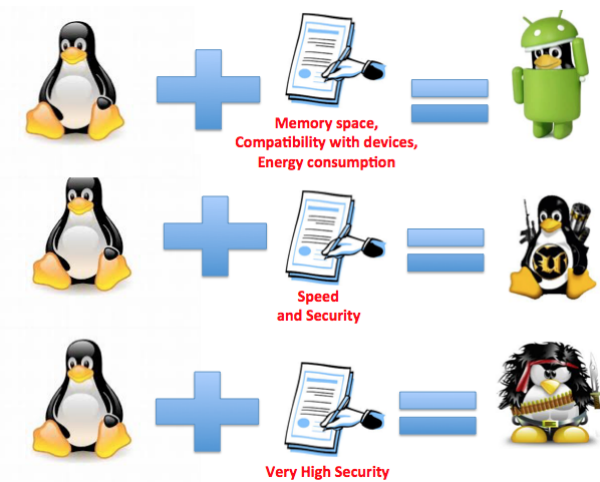 Memory space,
Compatibility with devices,
Energy consumption
Speed
and Security
Very High Security